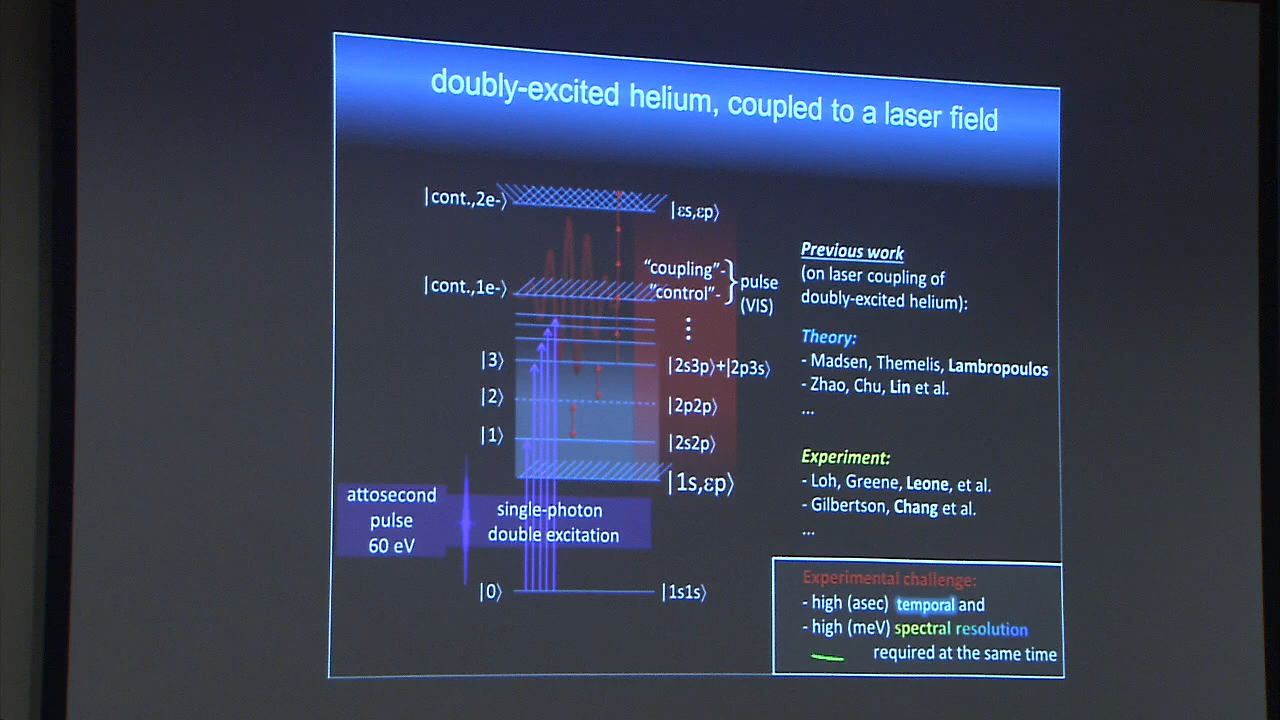 doubly-excited helium, coupled to a laser field
|cont.,2e-⟩
|εs,εp⟩
"coupling"-
|cont.,1e-⟩
"control"-
} pulse
(VIS)
⋮
|3⟩
|2s3p⟩+|2p3s⟩
|2⟩
|2p2p⟩
|1⟩
|2s2p⟩
|1s,εp⟩
attosecond
pulse
60 eV
single-photon
double excitation
|0⟩
|1s1s⟩
Previous work
(on laser coupling of
doubly-excited helium):
Theory:
- Madsen, Themelis, Lambropoulos
- Zhao, Chu, Lin et al.
...
Experiment:
- Loh, Greene, Leone, et al.
- Gilbertson, Chang et al.
...
Experimental challenge:
- high (asec) temporal and
- high (meV) spectral resolution
required at the same time